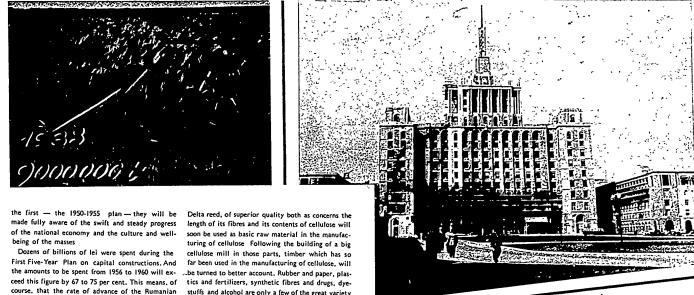 1938
9000000 t
the first — the 1950-1955 plan — they will be
made fully aware of the swift and steady progress
of the national economy and the culture and well-
being of the masses
Dozens of billions of lei were spent during the
First Five-Year Plan on capital constructions. And
the amounts to be spent from 1956 to 1960 will ex-
ceed this figure by 67 to 75 per cent. This means, of
course, that the rate of advance of the Rumanian
Delta reed, of superior quality both as concerns the
length of its fibres and its contents of cellulose will
soon be used as basic raw material in the manufac-
turing of cellulose Following the building of a big
cellulose mill in those parts, timber which has so
far been used in the manufacturing of cellulose, will
be turned to better account. Rubber and paper, plas-
tics and fertilizers, synthetic fibres and drugs, dye-
stuffs and alcohol are only a few of the great variety